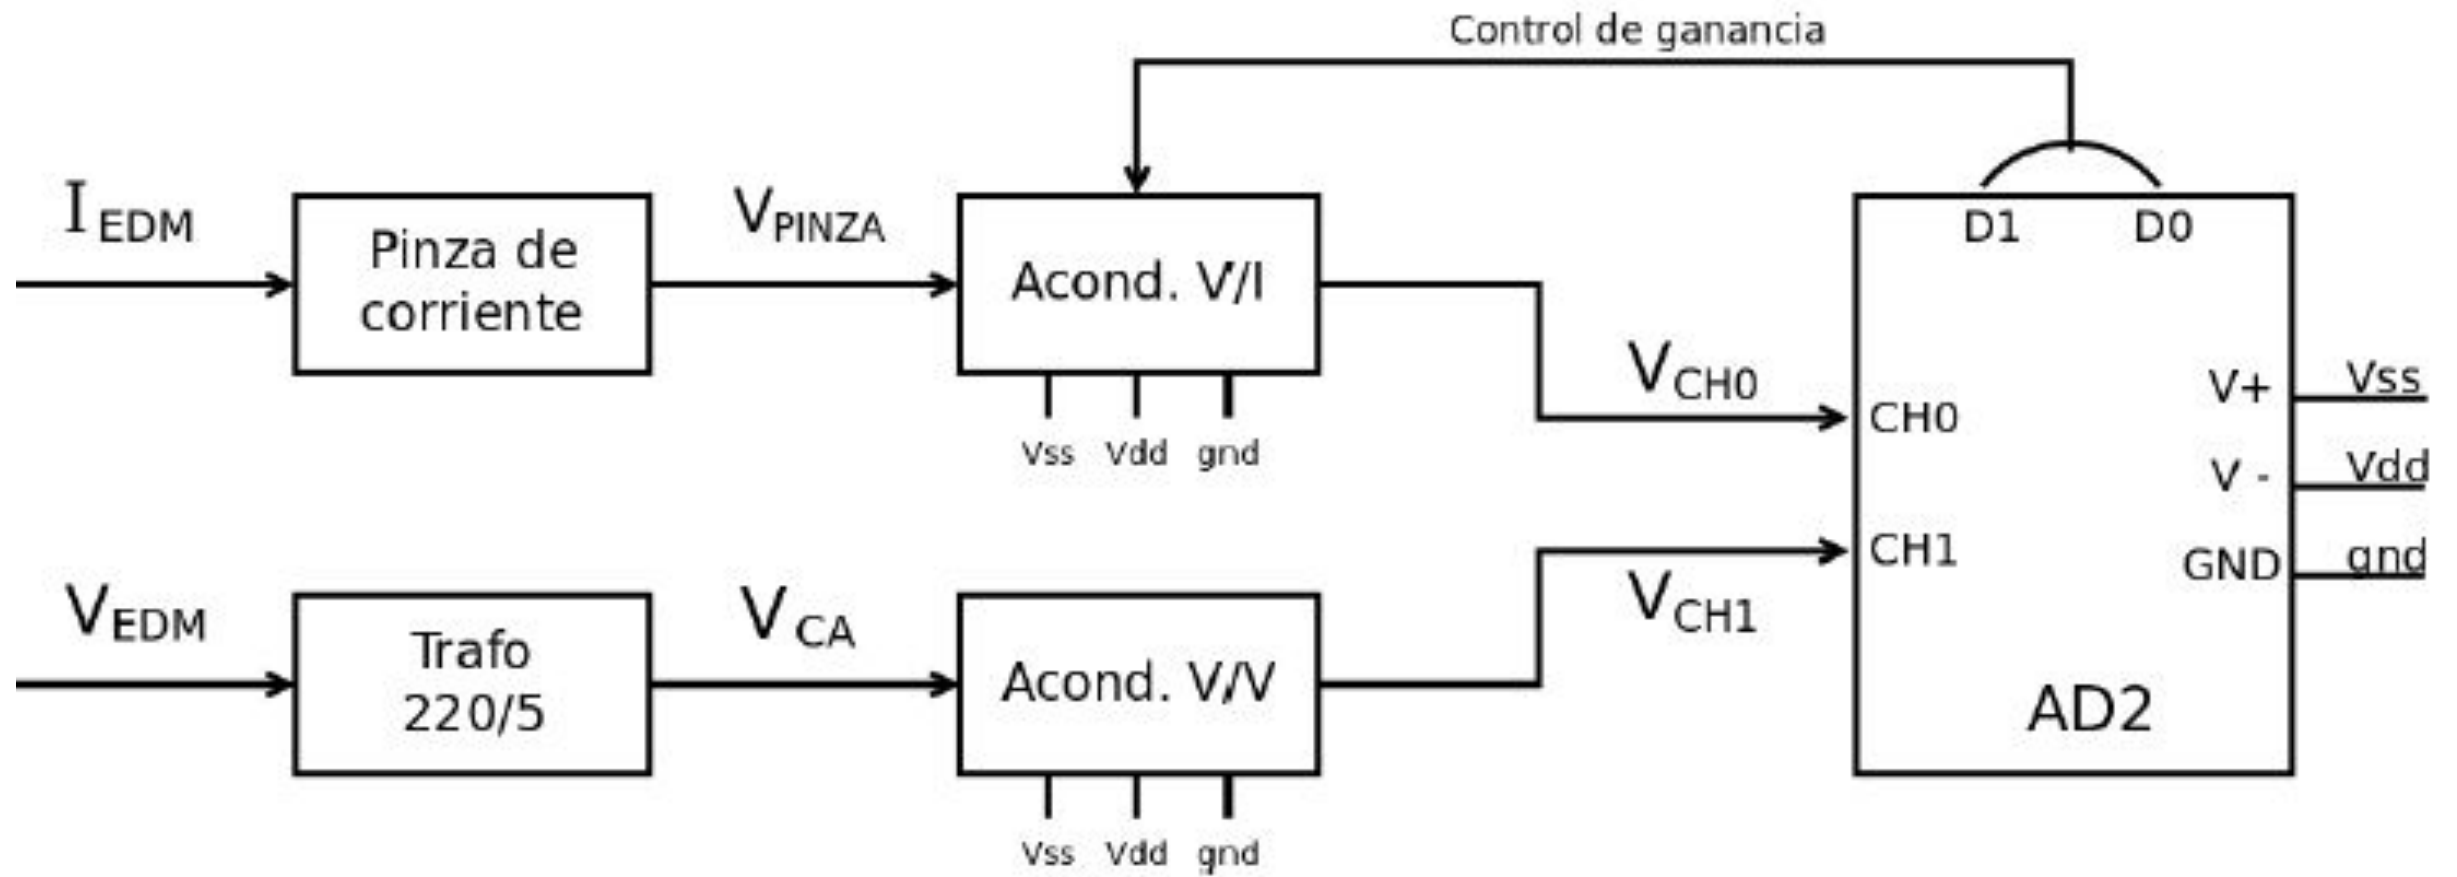 Control de ganancia
I EDM
Pinza de
corriente
VPINZA
Acond. V/I
Vss Vdd gnd
D1 D0
VCH0
CH0
V+ Vss
V - Vdd
GND gnd
CH1
VCH1
AD2
VEDM
Trafo
220/5
V CA
Acond. V/V
Vss Vdd gnd